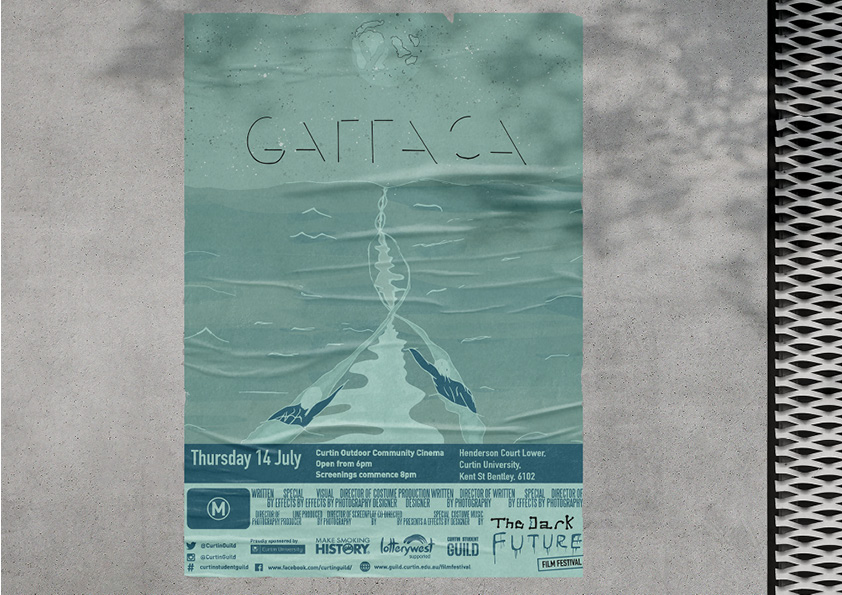 GATTACA
Thursday 14 July
Curtin Outdoor Community Cinema
Open from 6pm
Screenings commence 8pm
Henderson Court Lower,
Curtin University,
Kent St Bentley, 6102
M
WRITTEN SPECIAL VISUAL DIRECTOR OF COSTUME PRODUCTION WRITTEN DIRECTOR OF WRITTEN SPECIAL DIRECTOR OF
BY EFFECTS BY EFFECTS BY PHOTOGRAPHY DESIGNER DESIGNER BY PHOTOGRAPHY BY EFFECTS BY PHOTOGRAPHY
The Dark
FUTURE
FILM FESTIVAL
@CurtinGuild
@CurtinGuild
# curtinstudentguild
Proudly sponsored by
Curtin University
MAKE SMOKING
HISTORY
lotterywest
supported
CURTIN STUDENT
GUILD
www.facebook.com/curtinguild/
www.guild.curtin.edu.au/filmfestival